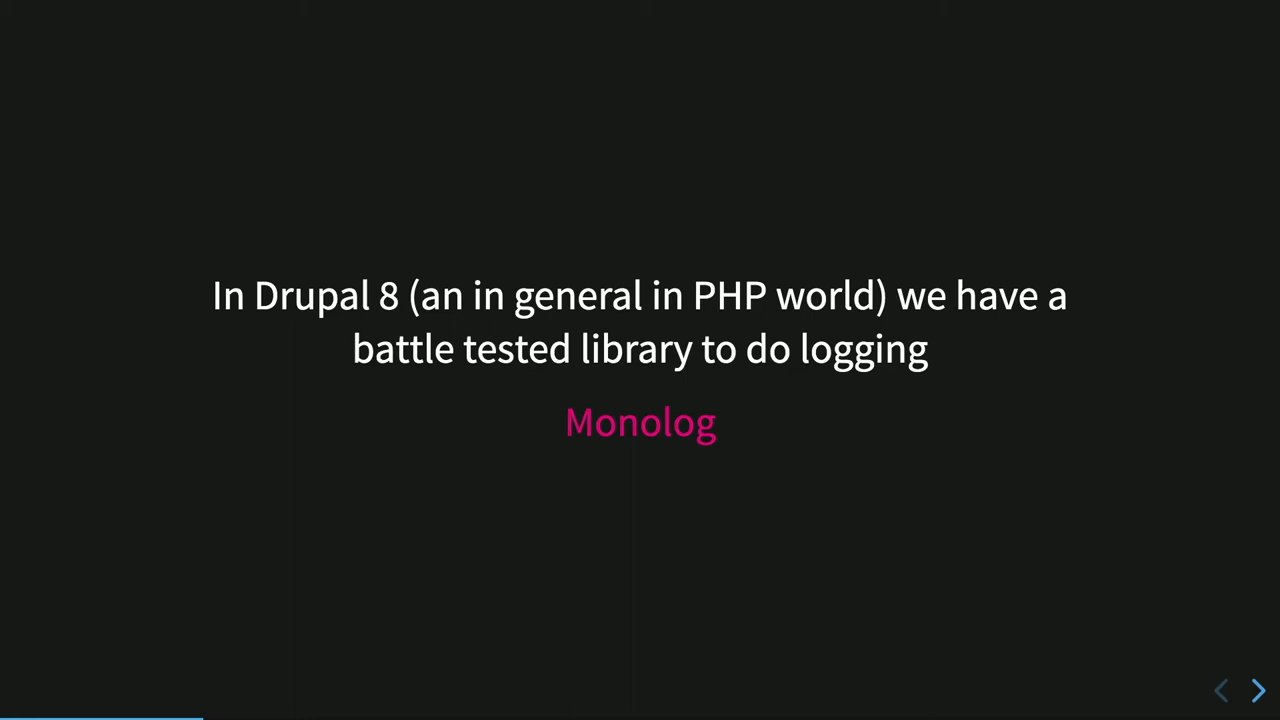 In Drupal 8 (an in general in PHP world) we have a
battle tested library to do logging
Monolog